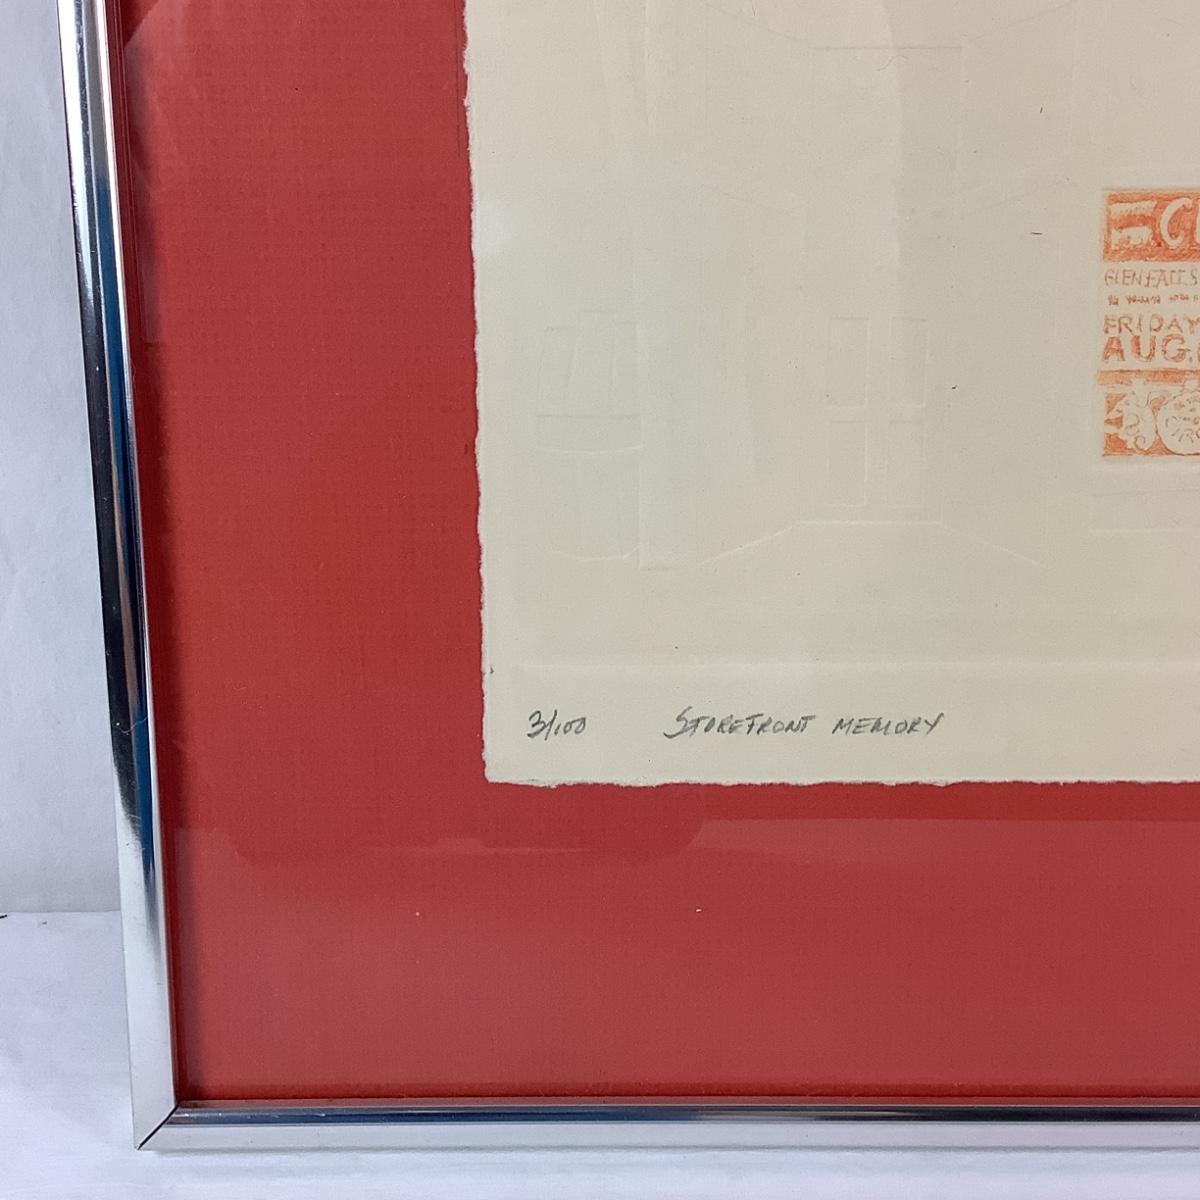 GLEN FALLS
FRIDAY
AUG.
3/100 STOREFRONT MEMORY